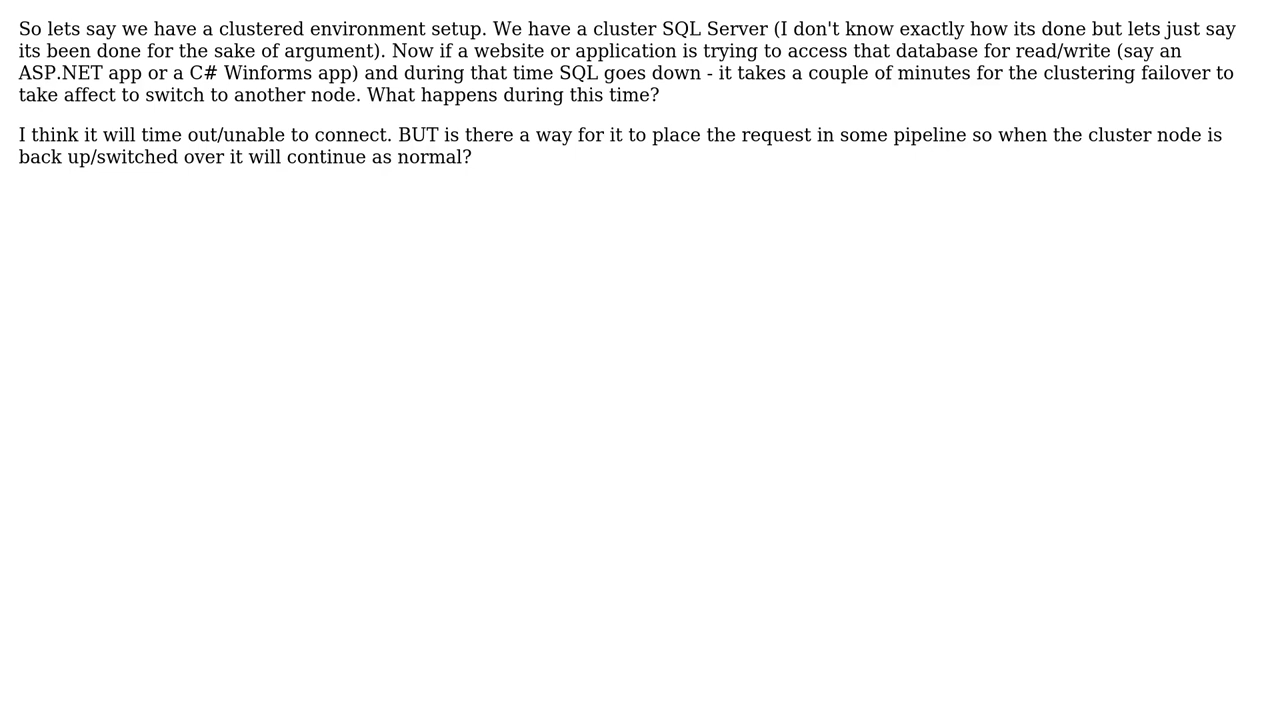 So lets say we have a clustered environment setup. We have a cluster SQL Server (I don't know exactly how its done but lets just say
its been done for the sake of argument). Now if a website or application is trying to access that database for read/write (say an
ASP.NET app or a C# Winforms app) and during that time SQL goes down - it takes a couple of minutes for the clustering failover to
take affect to switch to another node. What happens during this time?
I think it will time out/unable to connect. BUT is there a way for it to place the request in some pipeline so when the cluster node is
back up/switched over it will continue as normal?